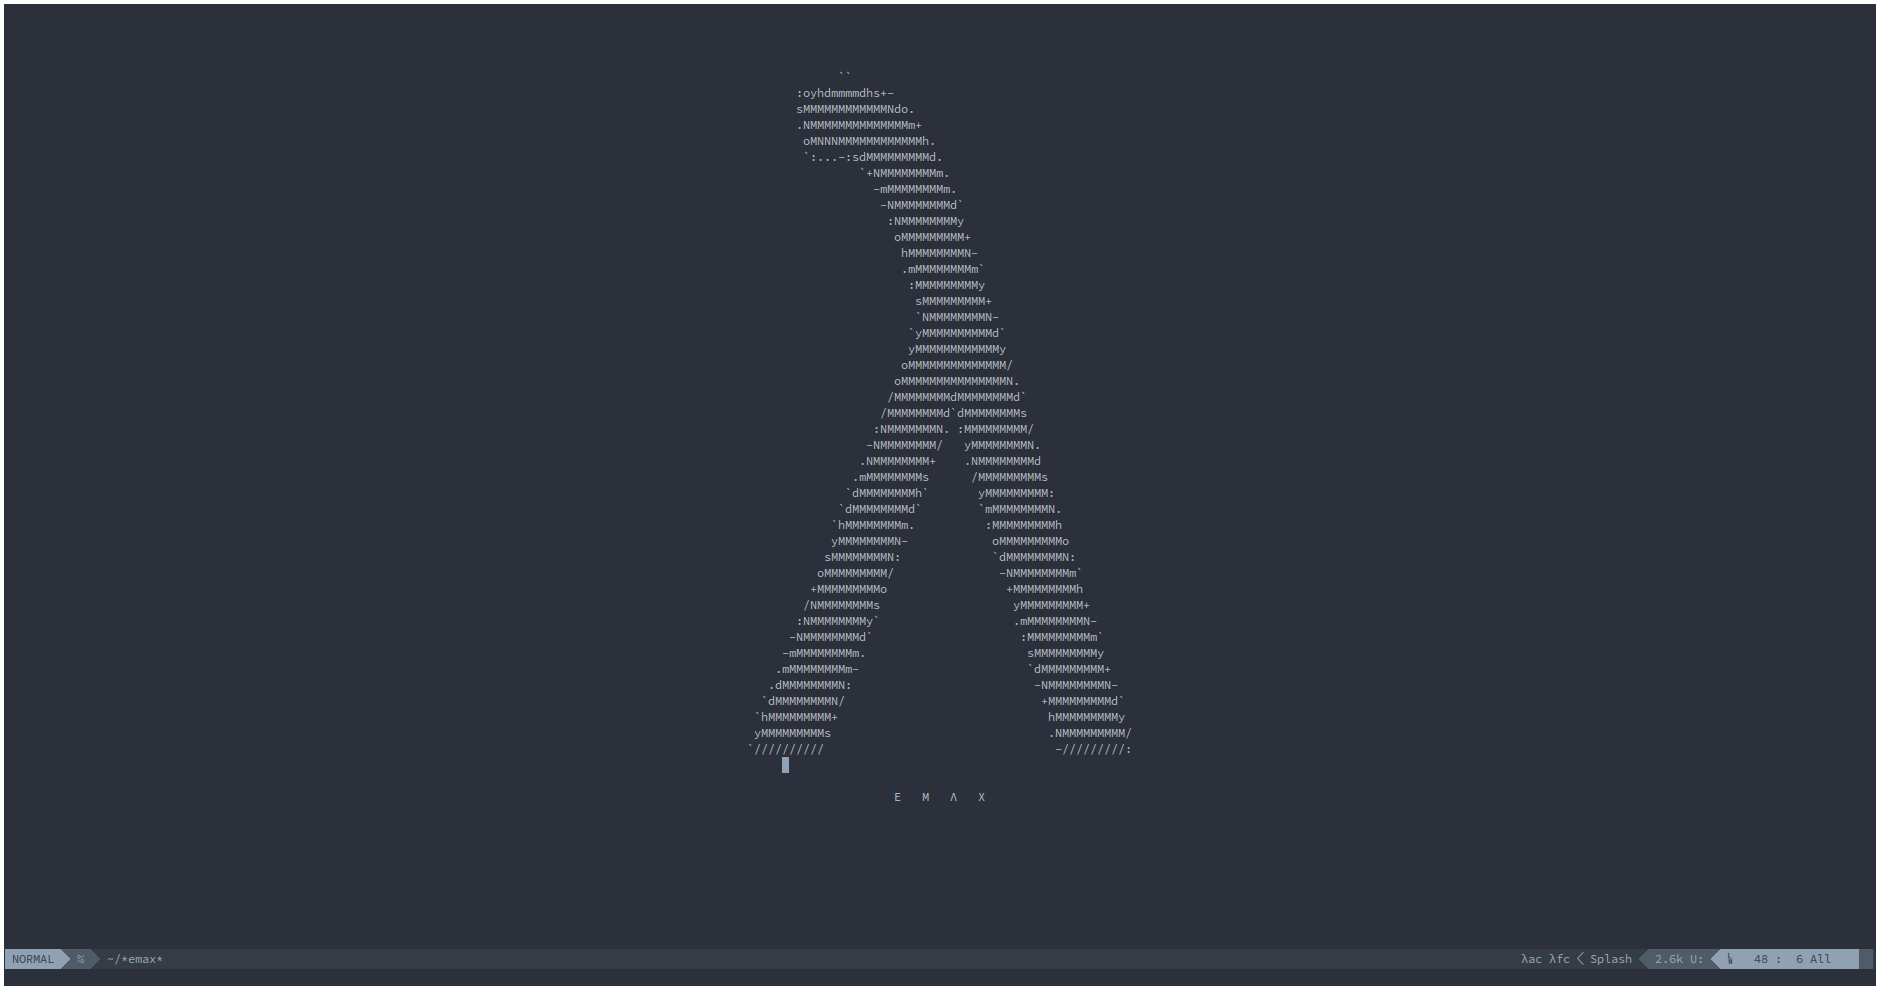 ``
:oyhdmmmmdhs+-
sMMMMMMMMMMMMNdo.
.NMMMMMMMMMMMMMMm+
oMNNNMMMMMMMMMMMMh.
`:...-:sdMMMMMMMMMd.
`+NMMMMMMMMm.
-mMMMMMMMMm.
-NMMMMMMMMd`
:NMMMMMMMMy
oMMMMMMMMM+
hMMMMMMMMN-
.mMMMMMMMMm`
:MMMMMMMMMy
sMMMMMMMMM+
`NMMMMMMMMN-
`yMMMMMMMMMMd`
yMMMMMMMMMMMMy
oMMMMMMMMMMMMMM/
oMMMMMMMMMMMMMMMN.
/MMMMMMMMdMMMMMMMMd`
/MMMMMMMMd`dMMMMMMMMs
:NMMMMMMMN. :MMMMMMMMM/
-NMMMMMMMM/   yMMMMMMMMN.
.NMMMMMMMM+    .NMMMMMMMMd
.mMMMMMMMMs      /MMMMMMMMMs
`dMMMMMMMMh`       yMMMMMMMMM:
`dMMMMMMMMd`        `mMMMMMMMMN.
`hMMMMMMMMm.          :MMMMMMMMMh
yMMMMMMMMN-            oMMMMMMMMMo
sMMMMMMMMN:             `dMMMMMMMMN:
oMMMMMMMMM/               -NMMMMMMMMm`
+MMMMMMMMMo                 +MMMMMMMMMh
/NMMMMMMMMs                   yMMMMMMMMM+
:NMMMMMMMMy`                   .mMMMMMMMMN-
-NMMMMMMMMd`                     :MMMMMMMMMm`
-mMMMMMMMMm.                       sMMMMMMMMMy
.mMMMMMMMMm-                        `dMMMMMMMMM+
.dMMMMMMMMN:                          -NMMMMMMMMN-
`dMMMMMMMMN/                            +MMMMMMMMMd`
`hMMMMMMMMM+                              hMMMMMMMMMy
yMMMMMMMMMs                               .NMMMMMMMMM/
`//////////                                 -/////////:
E   M   Λ   X
NORMAL % ~/*emax* λac λfc Splash 2.6k U: 48 : 6 All